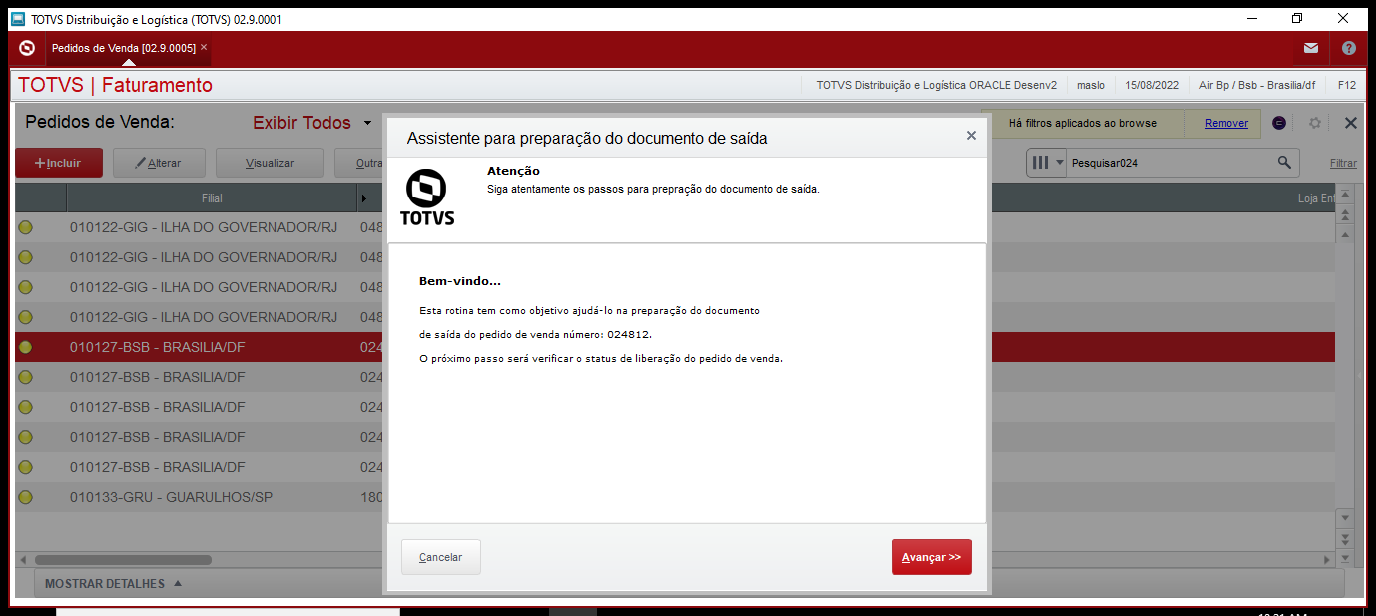 TOTVS Distribuição e Logística (TOTVS) 02.9.0001
Pedidos de Venda [02.9.0005] ×
TOTVS | Faturamento
TOTVS Distribuição e Logística ORACLE Desenv2
maslo
15/08/2022
Air Bp / Bsb - Brasilia/df
F12
Pedidos de Venda:
Exibir Todos
Há filtros aplicados ao browse
Remover
+Incluir
Alterar
Visualizar
Outra
Pesquisar024
Filtrar
Filial
Loja Ent
010122-GIG - ILHA DO GOVERNADOR/RJ 048
010122-GIG - ILHA DO GOVERNADOR/RJ 048
010122-GIG - ILHA DO GOVERNADOR/RJ 048
010122-GIG - ILHA DO GOVERNADOR/RJ 048
010127-BSB - BRASILIA/DF 024
010127-BSB - BRASILIA/DF 024
010127-BSB - BRASILIA/DF 024
010127-BSB - BRASILIA/DF 024
010127-BSB - BRASILIA/DF 024
010133-GRU - GUARULHOS/SP 180
MOSTRAR DETALHES
Assistente para preparação do documento de saída
TOTVS
Atenção
Siga atentamente os passos para prepração do documento de saída.
Bem-vindo...
Esta rotina tem como objetivo ajudá-lo na preparação do documento
de saída do pedido de venda número: 024812.
O próximo passo será verificar o status de liberação do pedido de venda.
Cancelar
Avançar >>